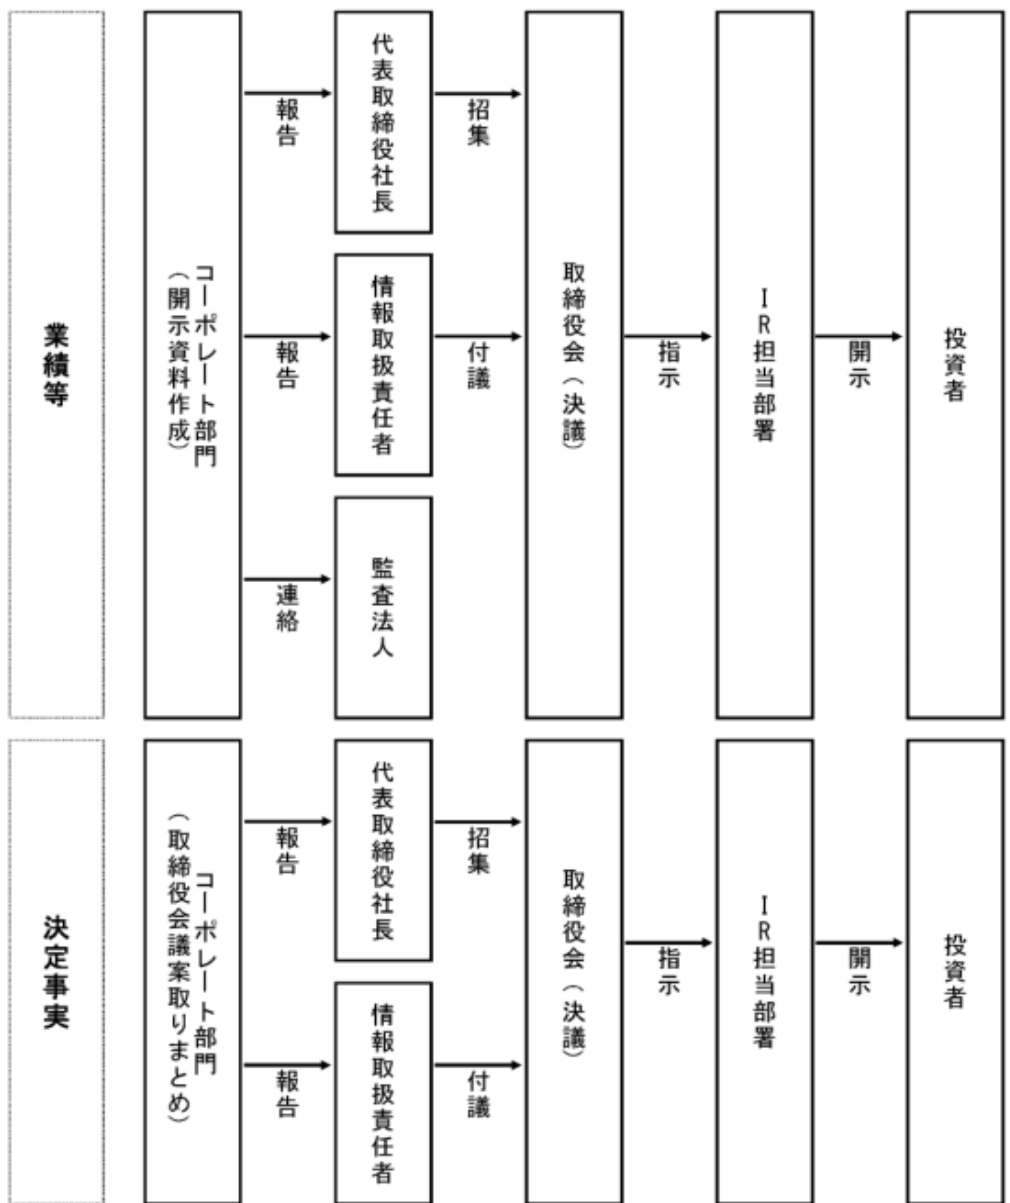 業績等
コーポレート部門
（開示資料作成）
報告
代表取締役社長
招集
報告
情報取扱責任者
付議
連絡
監査法人
取締役会（決議）
指示
ＩＲ担当部署
開示
投資者
決定事実
コーポレート部門
（取締役会議案取りまとめ）
報告
代表取締役社長
招集
報告
情報取扱責任者
付議
取締役会（決議）
指示
ＩＲ担当部署
開示
投資者